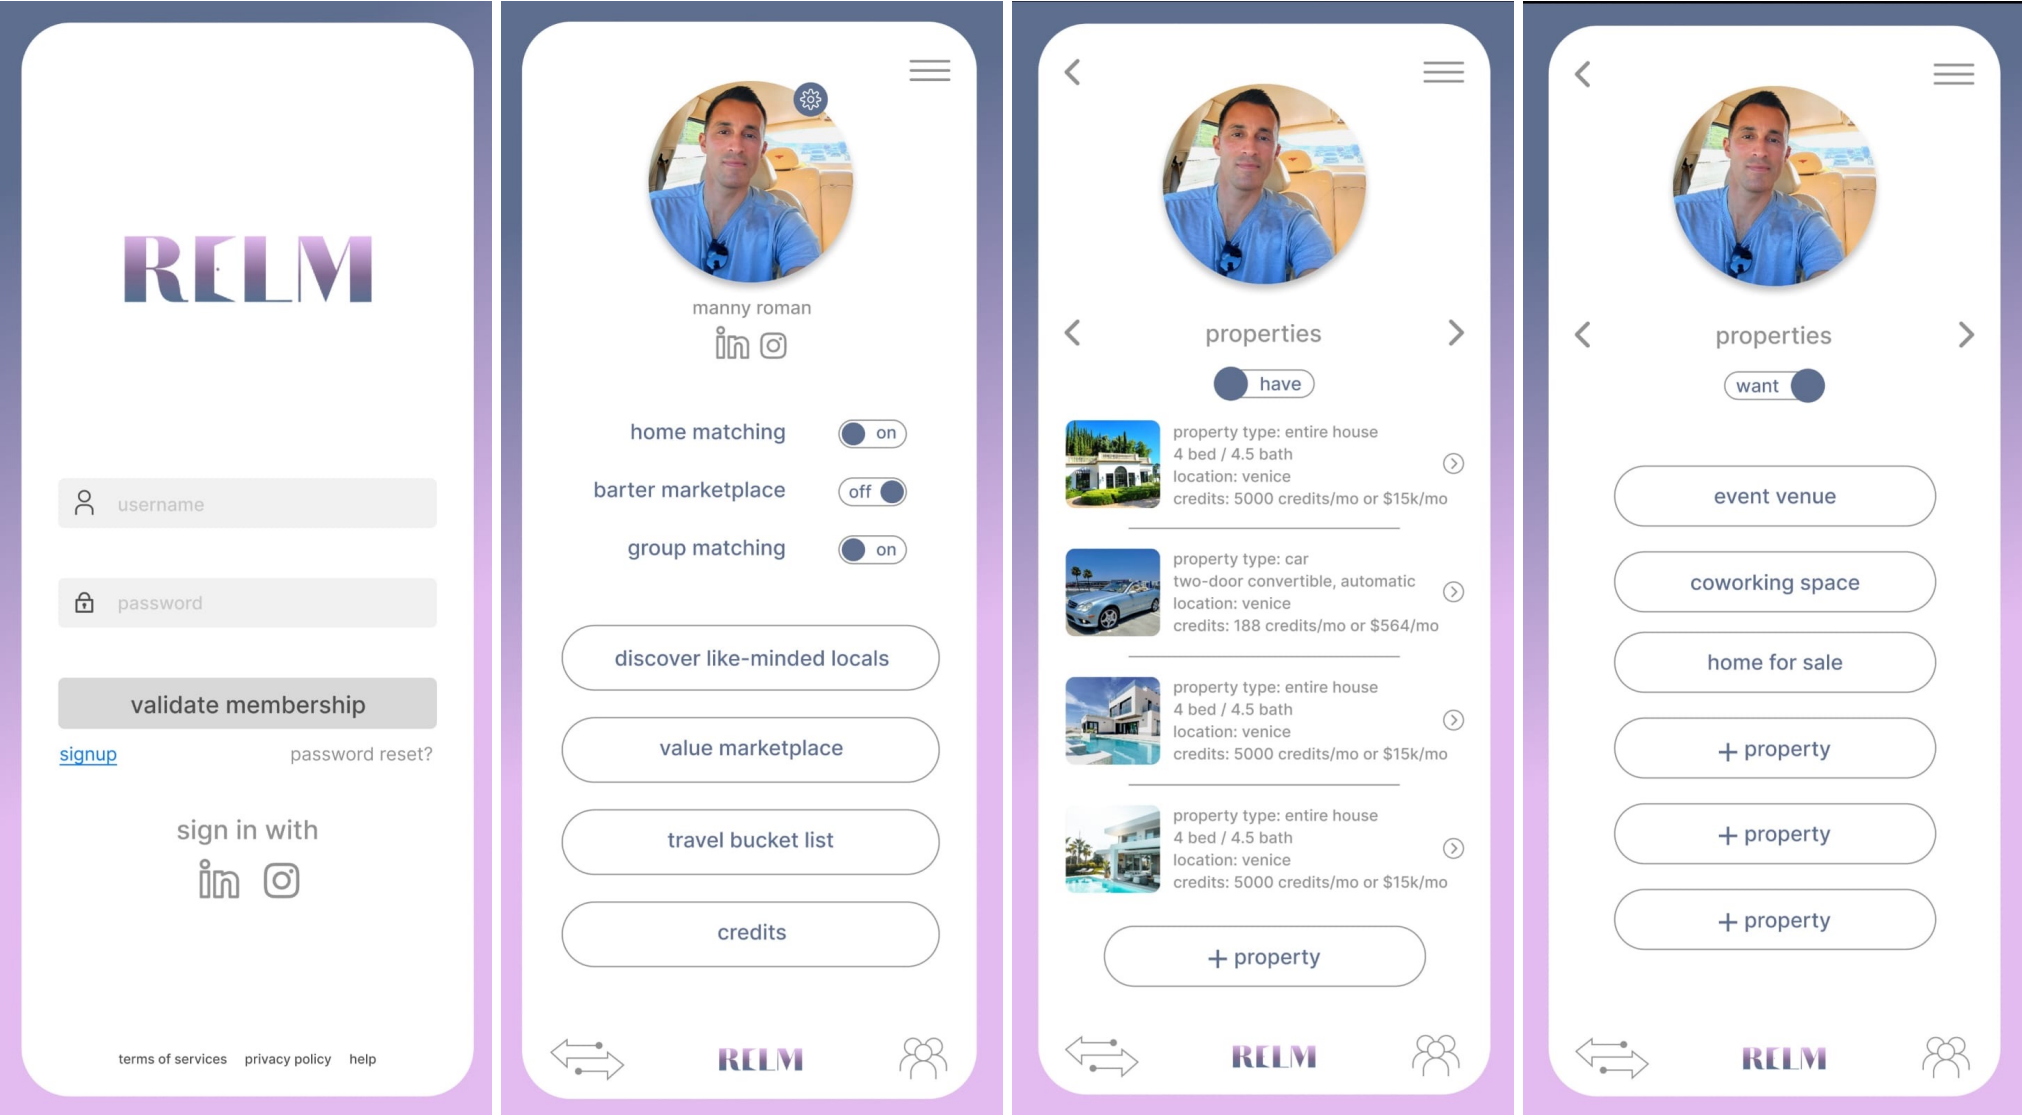 RELM
username
password
validate membership
signup
password reset?
sign in with
in
terms of services
privacy policy
help
manny roman
in
home matching
on
barter marketplace
off
group matching
on
discover like-minded locals
value marketplace
travel bucket list
credits
RELM
properties
have
property type: entire house
4 bed / 4.5 bath
location: venice
credits: 5000 credits/mo or $15k/mo
property type: car
two-door convertible, automatic
location: venice
credits: 188 credits/mo or $564/mo
property type: entire house
4 bed / 4.5 bath
location: venice
credits: 5000 credits/mo or $15k/mo
property type: entire house
4 bed / 4.5 bath
location: venice
credits: 5000 credits/mo or $15k/mo
+ property
RELM
properties
want
event venue
coworking space
home for sale
+ property
+ property
+ property
RELM